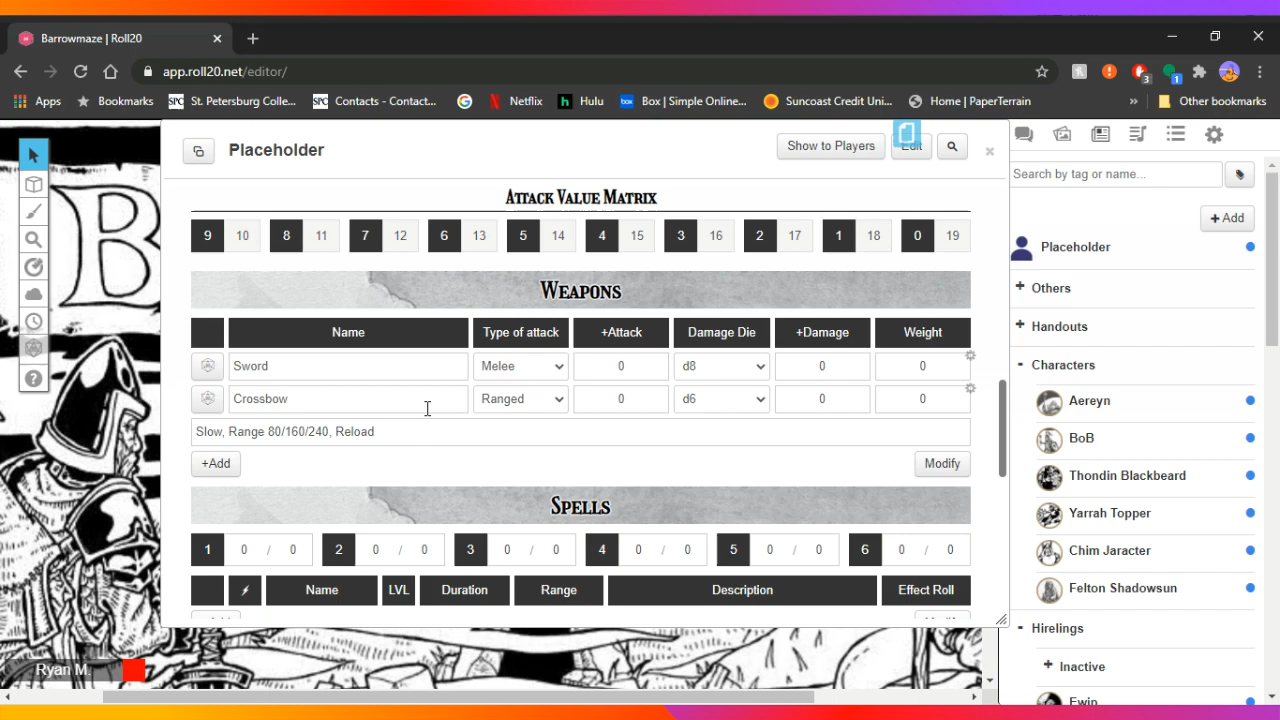 Barrowmaze | Roll20
app.roll20.net/editor/
3
1
Apps
Bookmarks
St. Petersburg Colle...
Contacts - Contact...
Netflix
Hulu
Box | Simple Online...
Suncoast Credit Uni...
Home | PaperTerrain
»
Other bookmarks
Placeholder
Show to Players
Edit
Search by tag or name...
+ Add
ATTACK VALUE MATRIX
9 10 8 11 7 12 6 13 5 14 4 15 3 16 2 17 1 18 0 19
WEAPONS
Name Type of attack +Attack Damage Die +Damage Weight
Sword Melee 0 d8 0 0
Crossbow Ranged 0 d6 0 0
Slow, Range 80/160/240, Reload
+Add Modify
SPELLS
1 0 / 0 2 0 / 0 3 0 / 0 4 0 / 0 5 0 / 0 6 0 / 0
Name LVL Duration Range Description Effect Roll
Placeholder
+ Others
+ Handouts
- Characters
Aereyn
BoB
Thondin Blackbeard
Yarrah Topper
Chim Jaracter
Felton Shadowsun
- Hirelings
+ Inactive
Ewip
Ryan M.
B